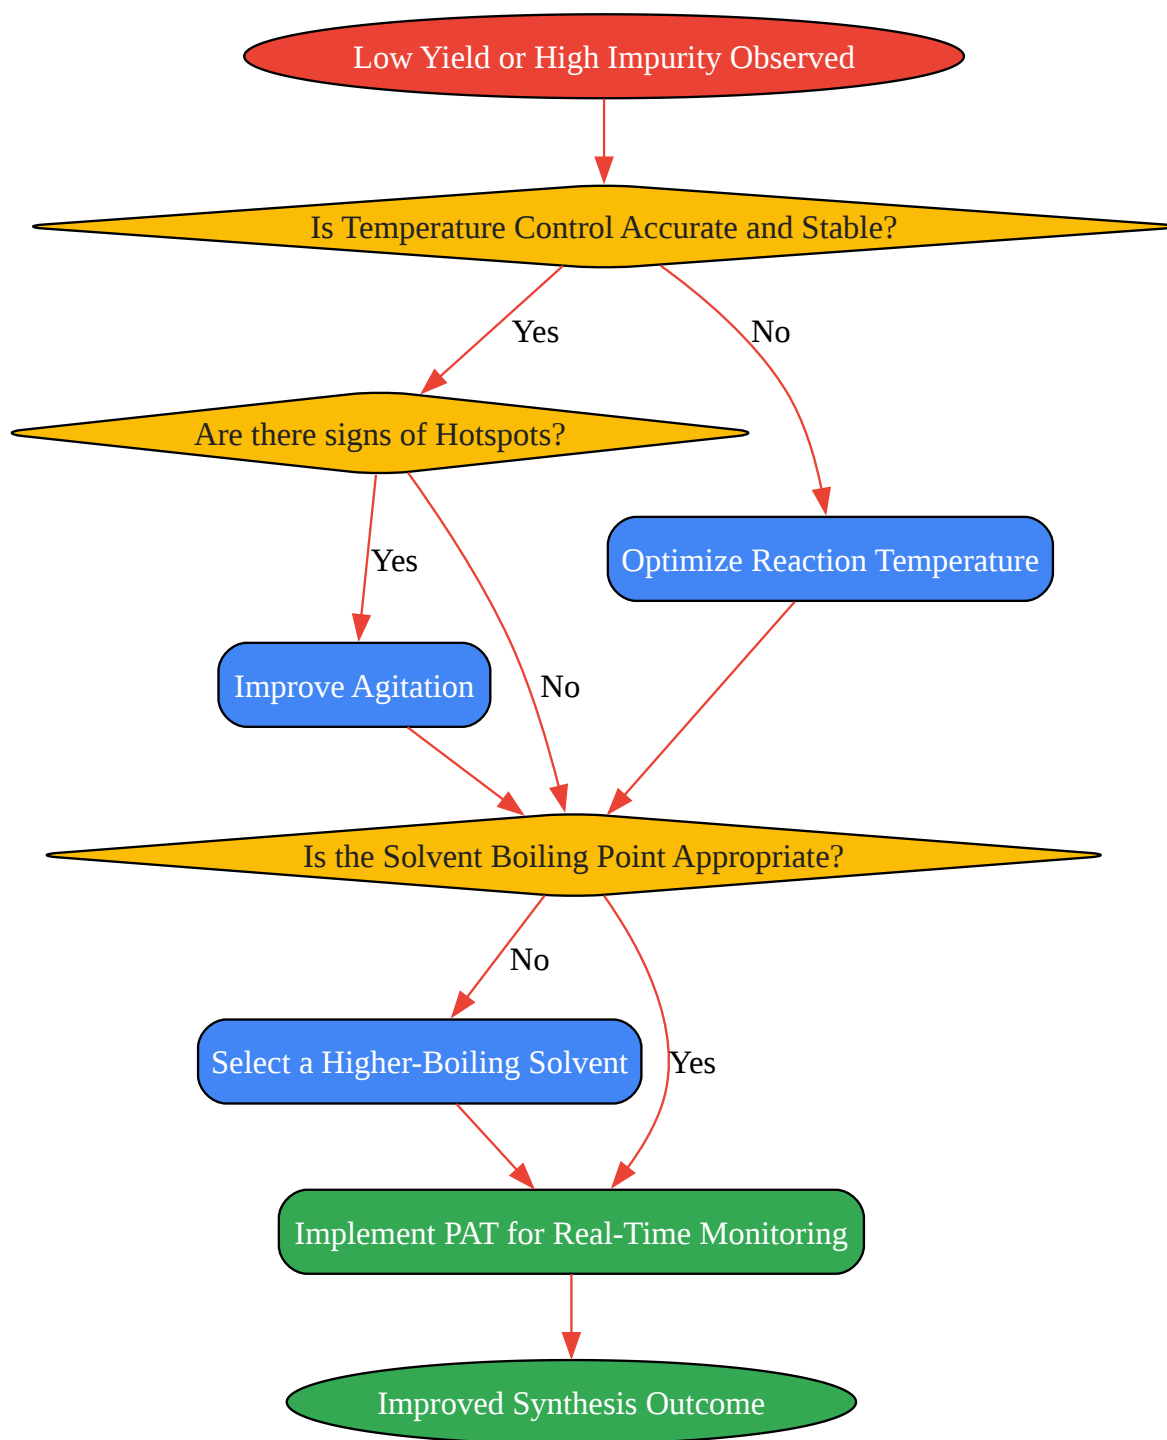 Low Yield or High Impurity Observed
Is Temperature Control Accurate and Stable?
Yes
No
Are there signs of Hotspots?
Yes
Optimize Reaction Temperature
Improve Agitation
No
Is the Solvent Boiling Point Appropriate?
No
Select a Higher-Boiling Solvent
Yes
Implement PAT for Real-Time Monitoring
Improved Synthesis Outcome